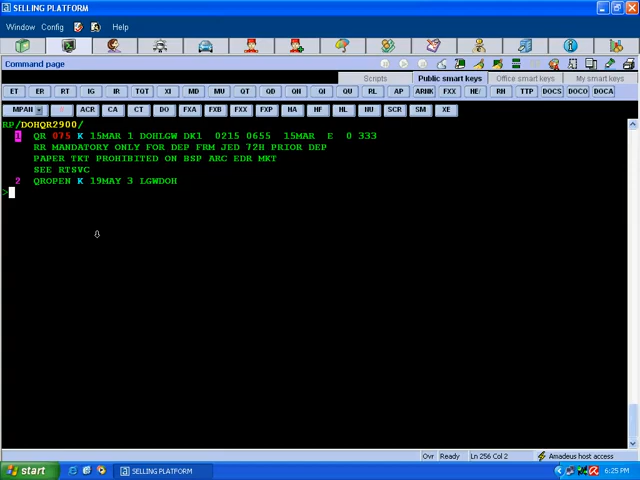 SELLING PLATFORM
Window Config Help
Command page
Scripts Public smart keys Office smart keys My smart keys
ET ER RT IG IR TOT XI MD MU QT QD QN QI QU RL AP ARNK FXX HE/ RH TTP DOCS DOCO DOCA
MPAN ACR CA CT DO FXA FXB FXX FXP HA HF HL NU SCR SM XE
RP/DOHQR2900/
1 QR 075 K 15MAR 1 DOHLGW DK1 0215 0655 15MAR E 0 333
RR MANDATORY ONLY FOR DEP FRM JED 72H PRIOR DEP
PAPER TKT PROHIBITED ON BSP ARC EDR MKT
SEE RTSVC
2 QROPEN K 19MAY 3 LGWDOH
>
Ovr Ready Ln 256 Col 2 Amadeus host access
start SELLING PLATFORM 6:25 PM